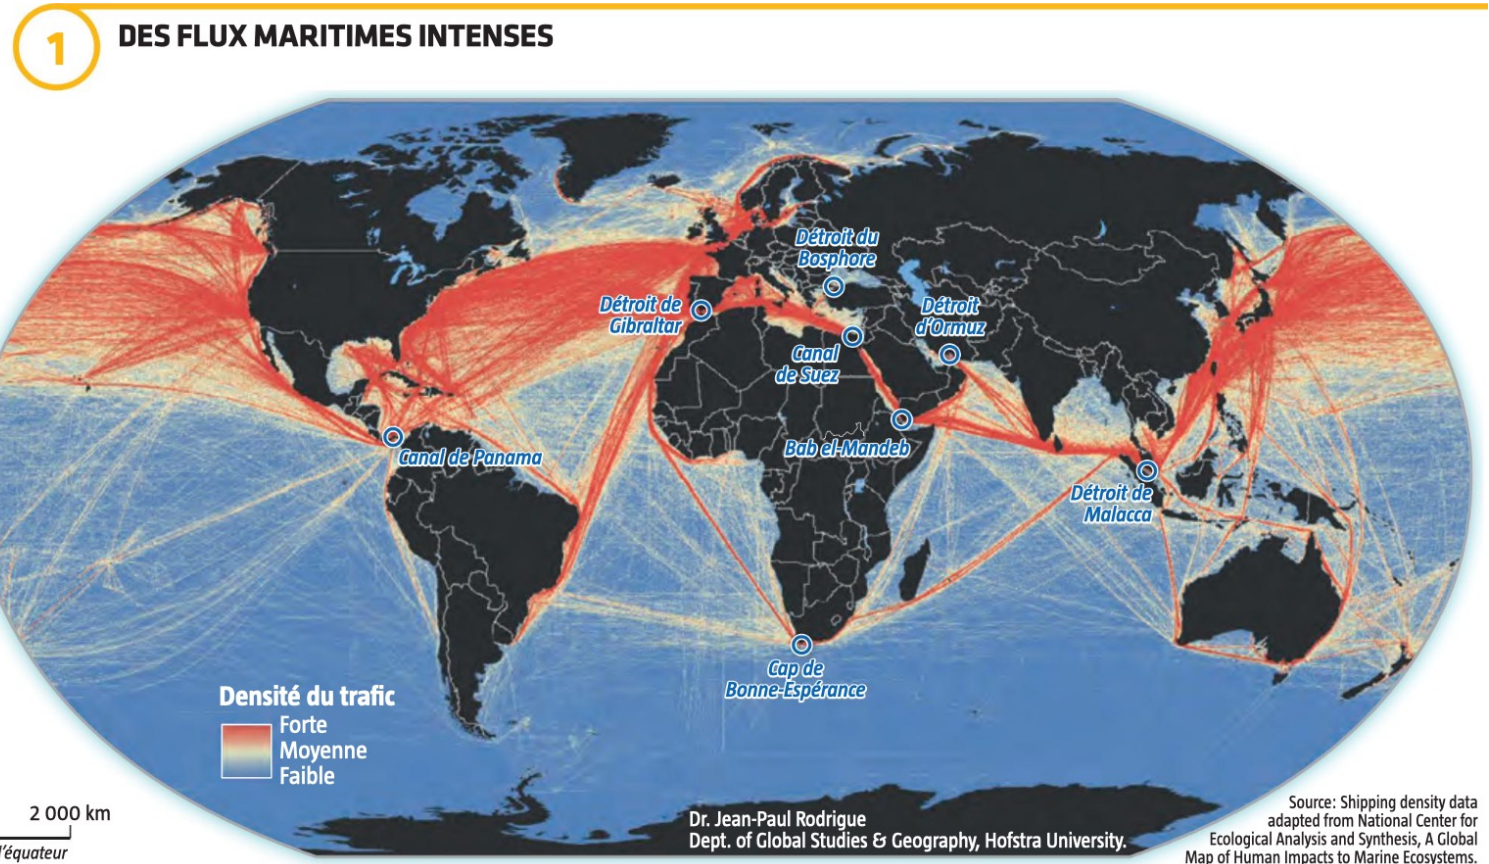 1
DES FLUX MARITIMES INTENSES
Détroit du
Bosphore
Détroit de
Gibraltar
Détroit
d'Ormuz
Canal
de Suez
Bab el-Mandeb
Canal de Panama
Détroit de
Malacca
Cap de
Bonne-Espérance
Densité du trafic
Forte
Moyenne
Faible
2 000 km
l'équateur
Dr. Jean-Paul Rodrigue
Dept. of Global Studies & Geography, Hofstra University.
Source: Shipping density data
adapted from National Center for
Ecological Analysis and Synthesis, A Global
Map of Human Impacts to Marine Ecosystems.